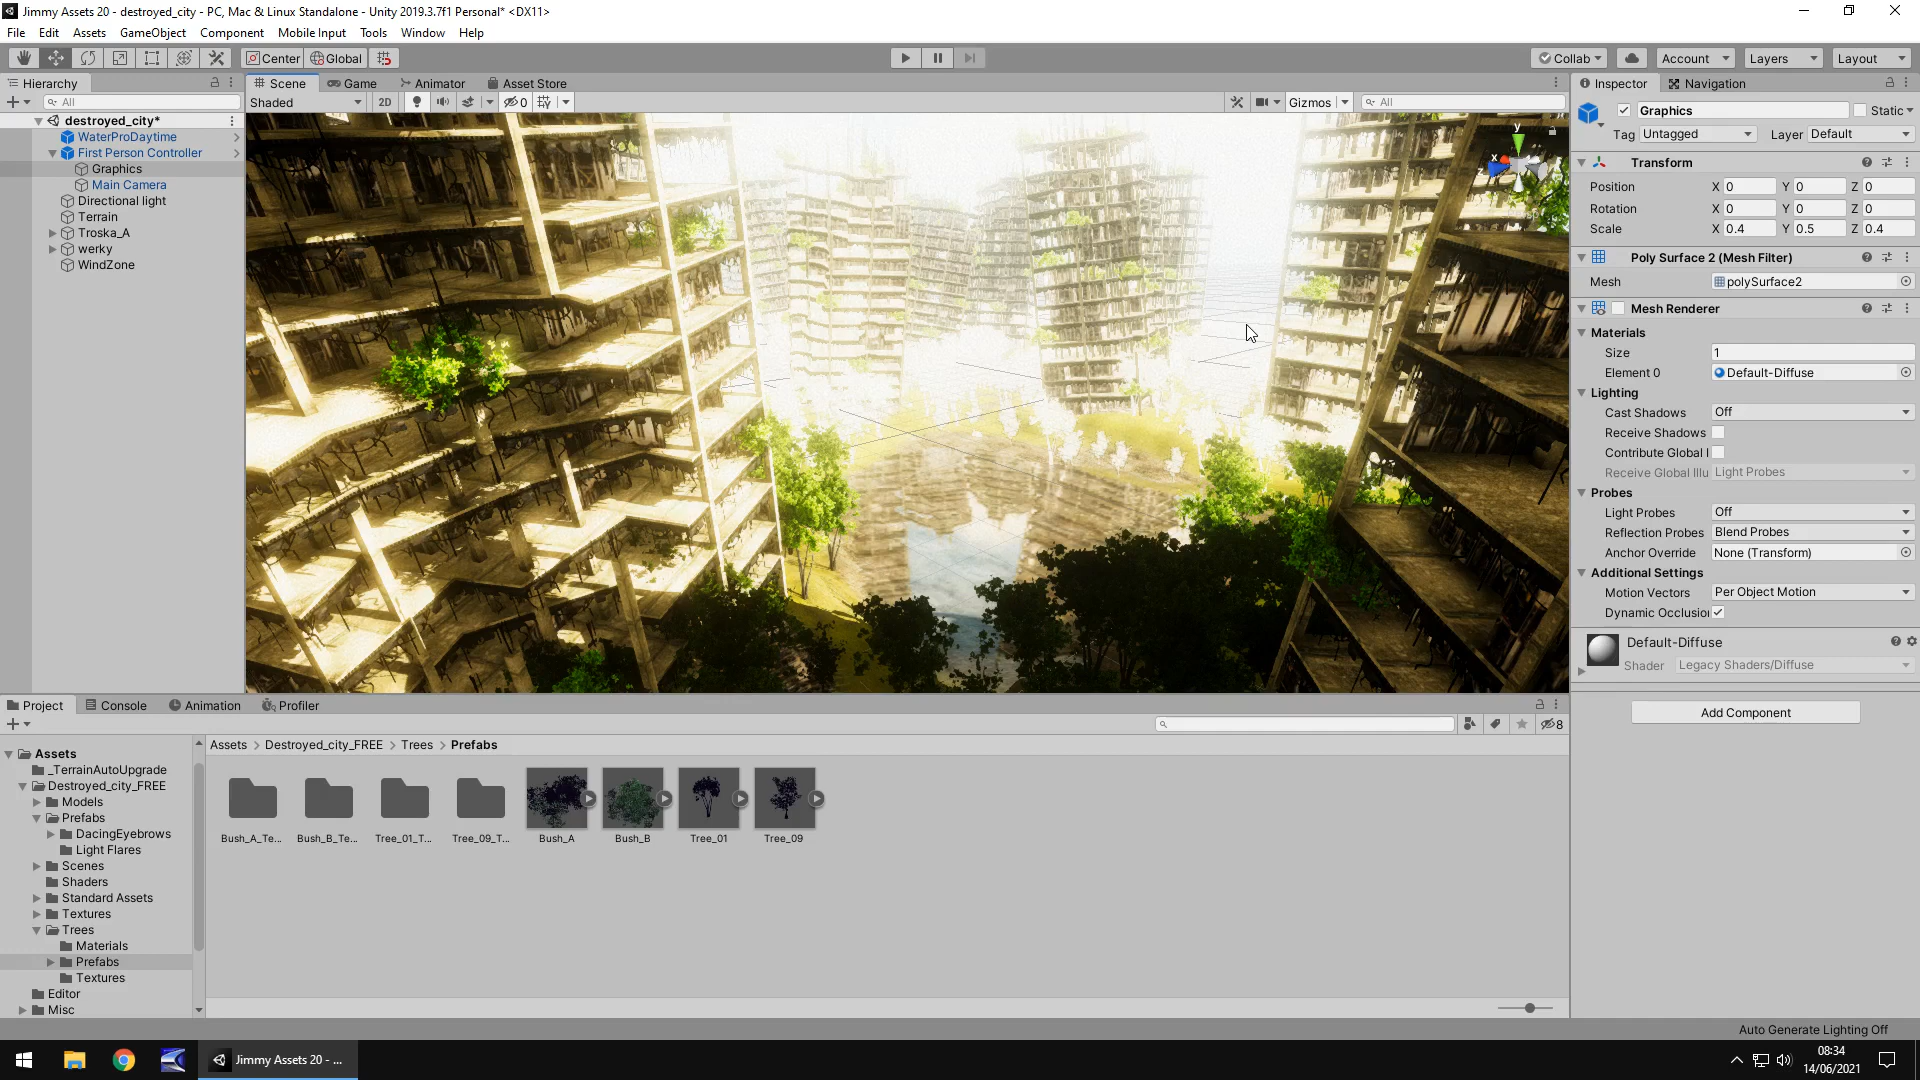 Jimmy Assets 20 - destroyed_city - PC, Mac & Linux Standalone - Unity 2019.3.7f1 Personal* <DX11>
File Edit Assets GameObject Component Mobile Input Tools Window Help
Center Global Collab Account Layers Layout
Hierarchy
All
destroyed_city*
WaterProDaytime
First Person Controller
Graphics
Main Camera
Directional light
Terrain
Troska_A
werky
WindZone
Scene Game Animator Asset Store
Shaded 2D 0 Gizmos All
y
x
z
Inspector Navigation
Graphics Static
Tag Untagged Layer Default
Transform
Position X 0 Y 0 Z 0
Rotation X 0 Y 0 Z 0
Scale X 0.4 Y 0.5 Z 0.4
Poly Surface 2 (Mesh Filter)
Mesh polySurface2
Mesh Renderer
Materials
Size 1
Element 0 Default-Diffuse
Lighting
Cast Shadows Off
Receive Shadows
Contribute Global I
Receive Global Illu Light Probes
Probes
Light Probes Off
Reflection Probes Blend Probes
Anchor Override None (Transform)
Additional Settings
Motion Vectors Per Object Motion
Dynamic Occlusio
Default-Diffuse
Shader Legacy Shaders/Diffuse
Add Component
Project Console Animation Profiler
8
Assets
_TerrainAutoUpgrade
Destroyed_city_FREE
Models
Prefabs
DacingEyebrows
Light Flares
Scenes
Shaders
Standard Assets
Textures
Trees
Materials
Prefabs
Textures
Editor
Misc
Assets > Destroyed_city_FREE > Trees > Prefabs
Bush_A_Te... Bush_B_Te... Tree_01_T... Tree_09_T... Bush_A Bush_B Tree_01 Tree_09
Auto Generate Lighting Off
Jimmy Assets 20 - ...
08:34
14/06/2021